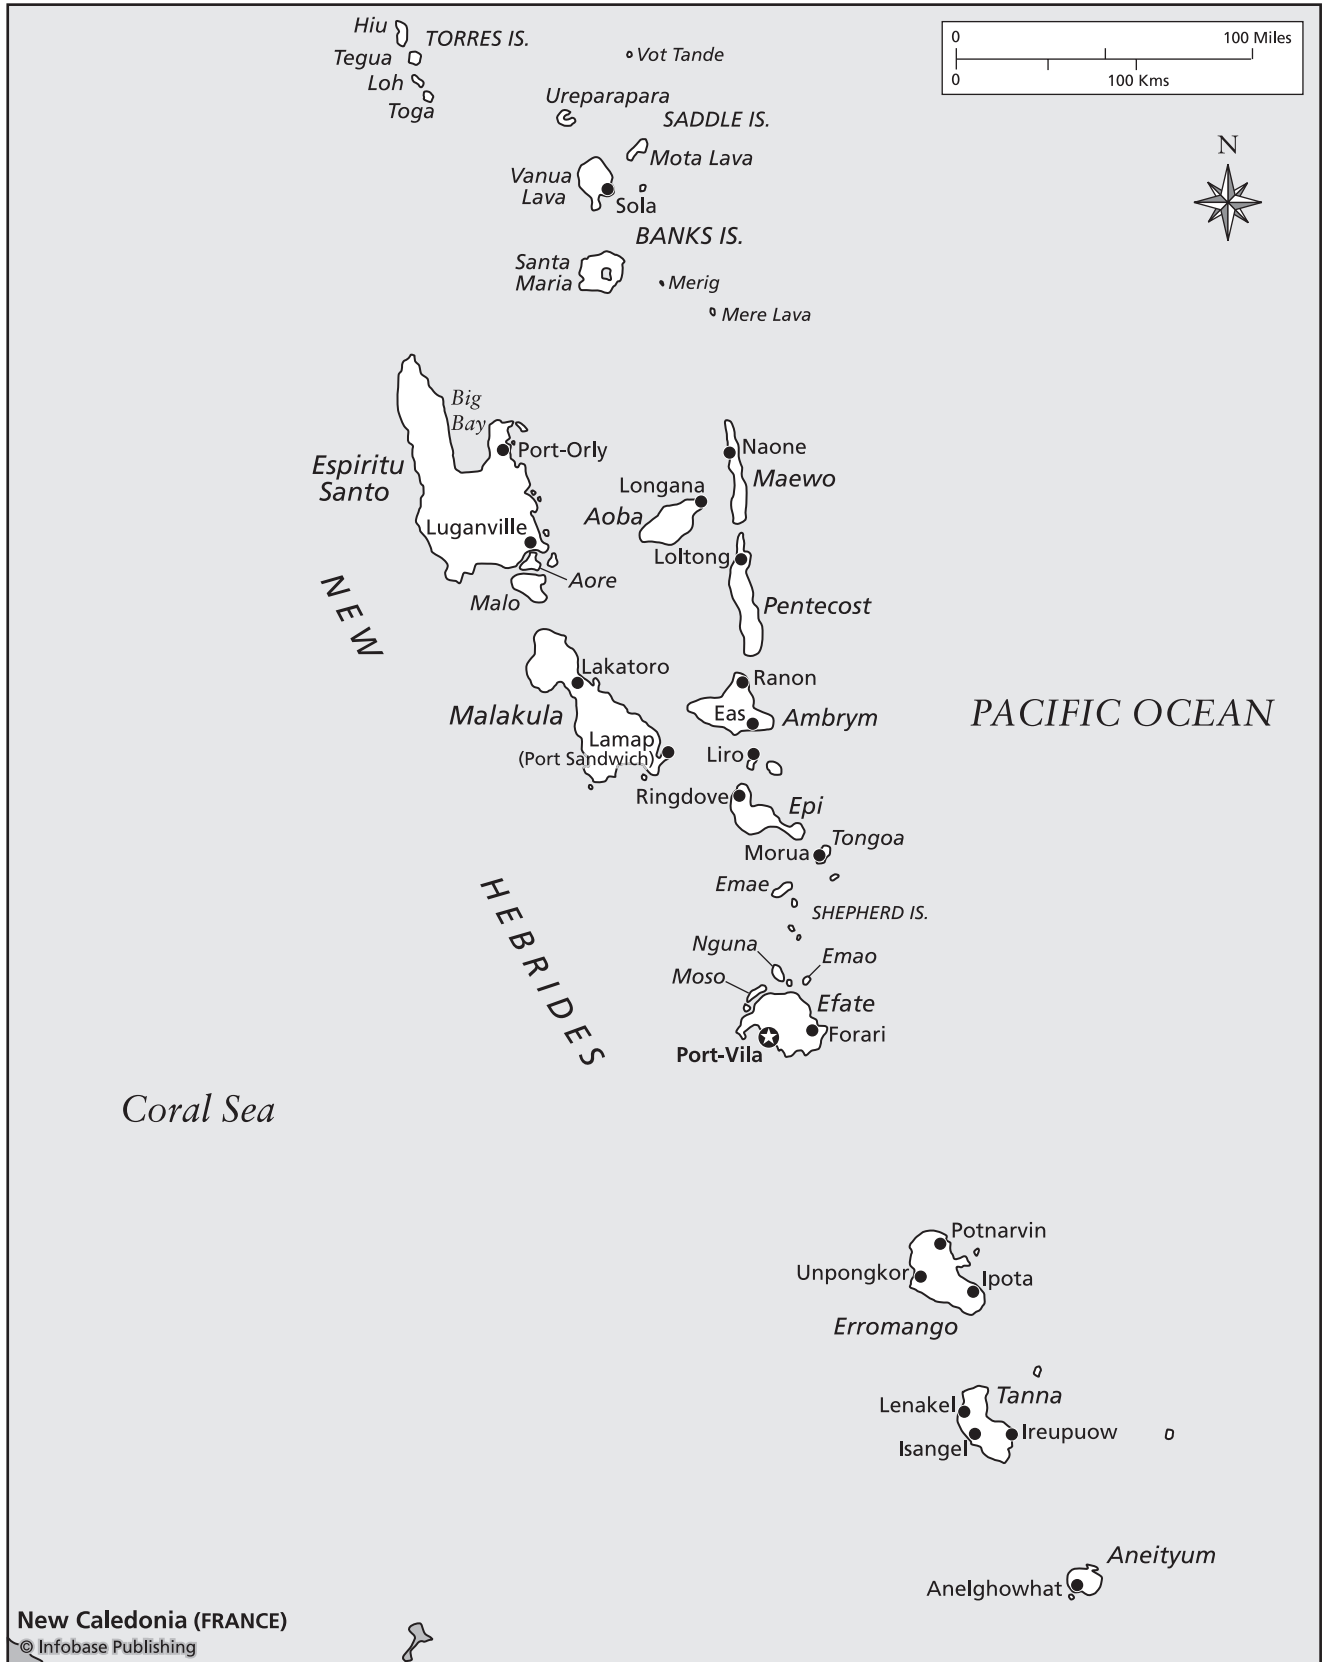 Hiu
TORRES IS.
Tegua
Loh
Toga
Vot Tande
0
100 Miles
0
100 Kms
Ureparapara
SADDLE IS.
Mota Lava
N
Vanua
Lava
Sola
BANKS IS.
Santa
Maria
Merig
Mere Lava
Big
Bay
Port-Orly
Espiritu
Santo
Naone
Maewo
Longana
Aoba
Luganville
Loltong
Aore
Malo
Pentecost
NEW
Lakatoro
Ranon
Malakula
Eas
Ambrym
PACIFIC OCEAN
Lamap
(Port Sandwich)
Liro
Ringdove
Epi
Tongoa
Morua
Emae
SHEPHERD IS.
HEBRIDES
Nguna
Emao
Moso
Efate
Forari
Port-Vila
Coral Sea
Potnarvin
Unpongkor
Ipota
Erromango
Tanna
Lenakel
Ireupuow
Isangel
Aneityum
Anelghowhat
New Caledonia (FRANCE)
© Infobase Publishing